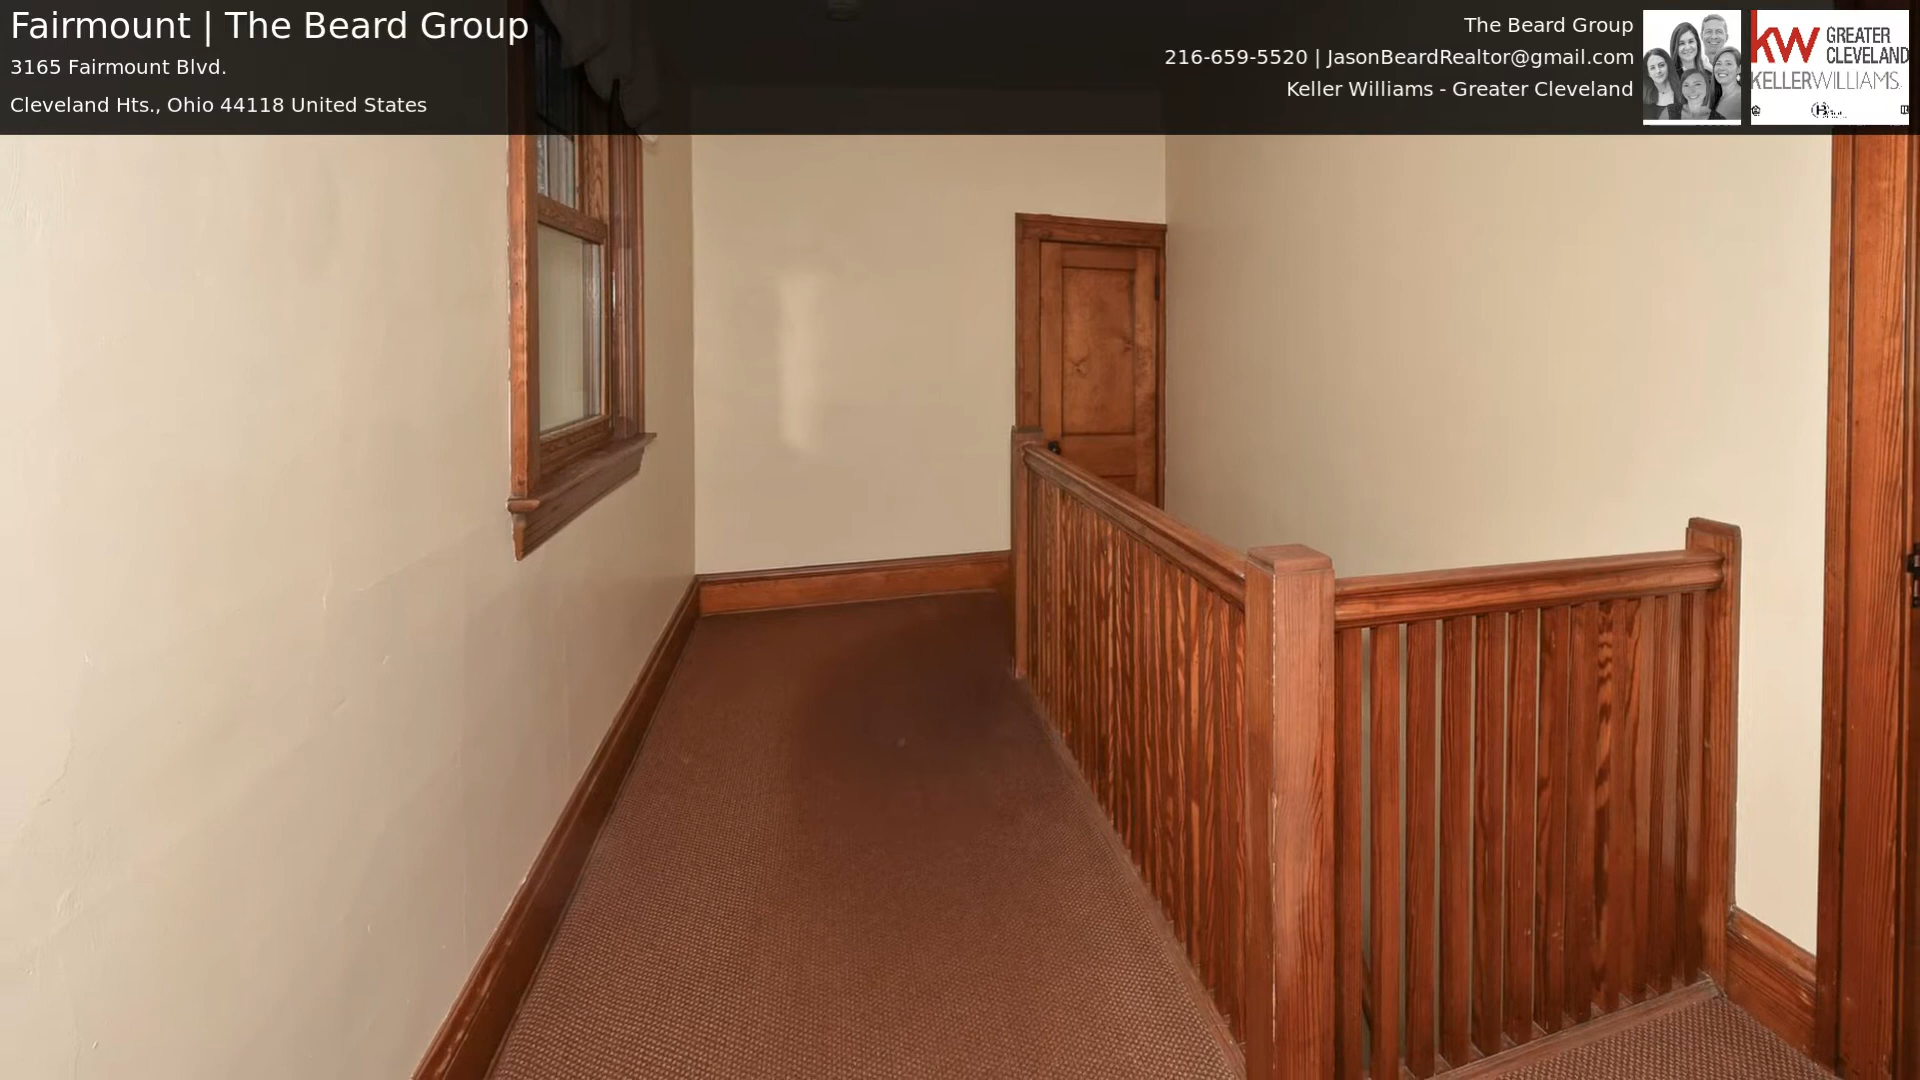 Fairmount | The Beard Group
3165 Fairmount Blvd.
Cleveland Hts., Ohio 44118 United States
The Beard Group
216-659-5520 | JasonBeardRealtor@gmail.com
Keller Williams - Greater Cleveland
kw GREATER
CLEVELAND
KELLERWILLIAMS.